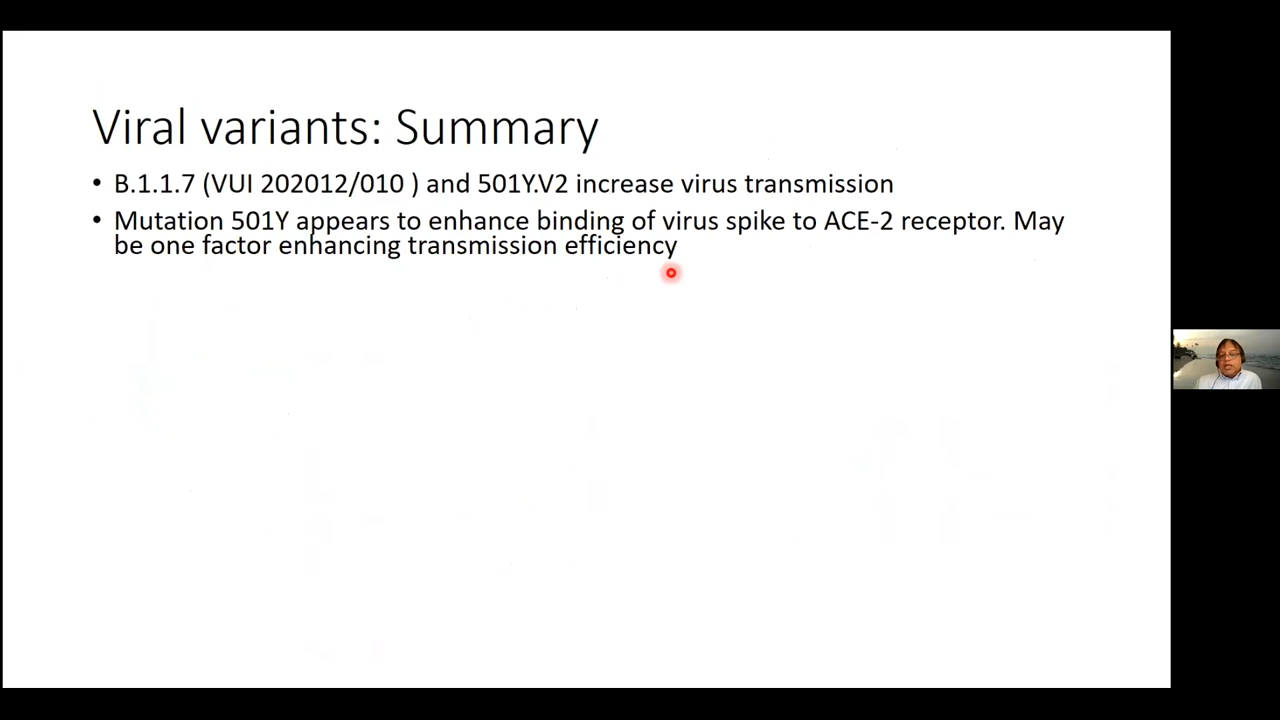 Viral variants: Summary
• B.1.1.7 (VUI 202012/010 ) and 501Y.V2 increase virus transmission
• Mutation 501Y appears to enhance binding of virus spike to ACE-2 receptor. May
be one factor enhancing transmission efficiency